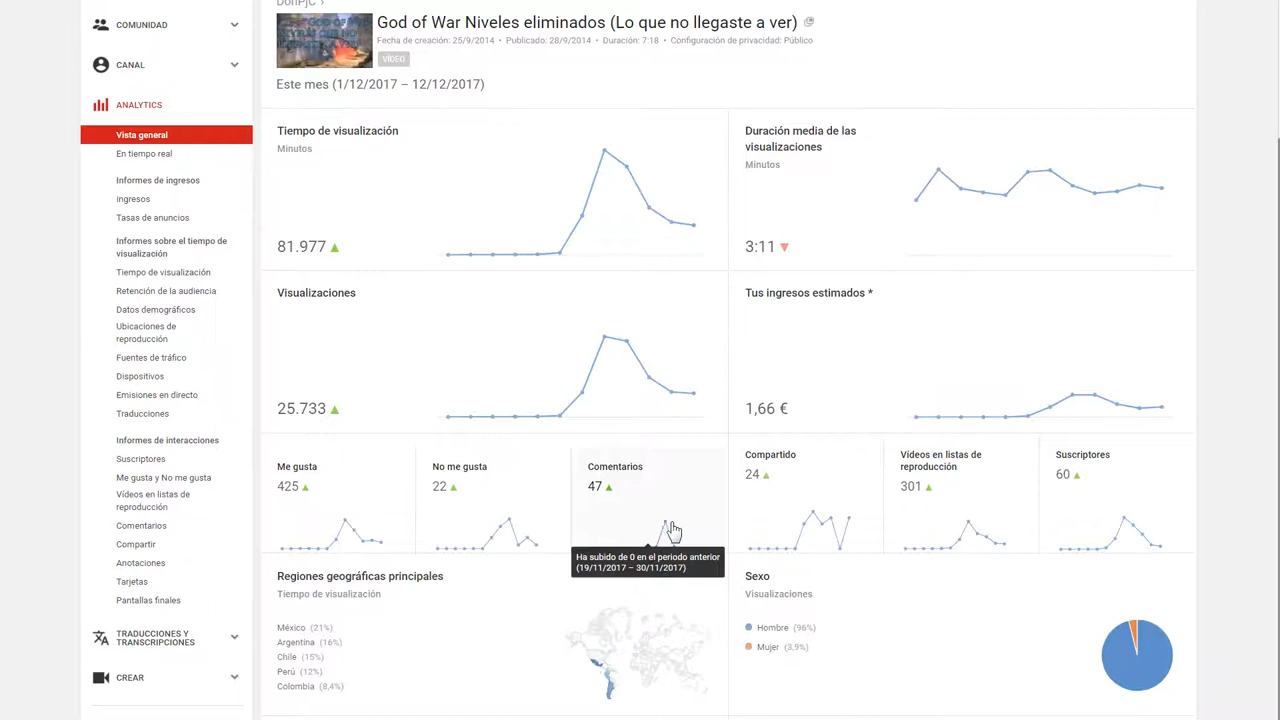 DonPjC ›
God of War Niveles eliminados (Lo que no llegaste a ver)
Fecha de creación: 25/9/2014 • Publicado: 28/9/2014 • Duración: 7:18 • Configuración de privacidad: Público
VÍDEO
Este mes (1/12/2017 – 12/12/2017)
COMUNIDAD
CANAL
ANALYTICS
Vista general
En tiempo real
Informes de ingresos
Ingresos
Tasas de anuncios
Informes sobre el tiempo de
visualización
Tiempo de visualización
Retención de la audiencia
Datos demográficos
Ubicaciones de
reproducción
Fuentes de tráfico
Dispositivos
Emisiones en directo
Traducciones
Informes de interacciones
Suscriptores
Me gusta y No me gusta
Vídeos en listas de
reproducción
Comentarios
Compartir
Anotaciones
Tarjetas
Pantallas finales
TRADUCCIONES Y
TRANSCRIPCIONES
CREAR
Tiempo de visualización
Minutos
81.977
Duración media de las
visualizaciones
Minutos
3:11
Visualizaciones
25.733
Tus ingresos estimados *
1,66 €
Me gusta
425
No me gusta
22
Comentarios
47
Ha subido de 0 en el periodo anterior
(19/11/2017 – 30/11/2017)
Compartido
24
Vídeos en listas de
reproducción
301
Suscriptores
60
Regiones geográficas principales
Tiempo de visualización
México (21%)
Argentina (16%)
Chile (15%)
Perú (12%)
Colombia (8,4%)
Sexo
Visualizaciones
Hombre (96%)
Mujer (3,9%)